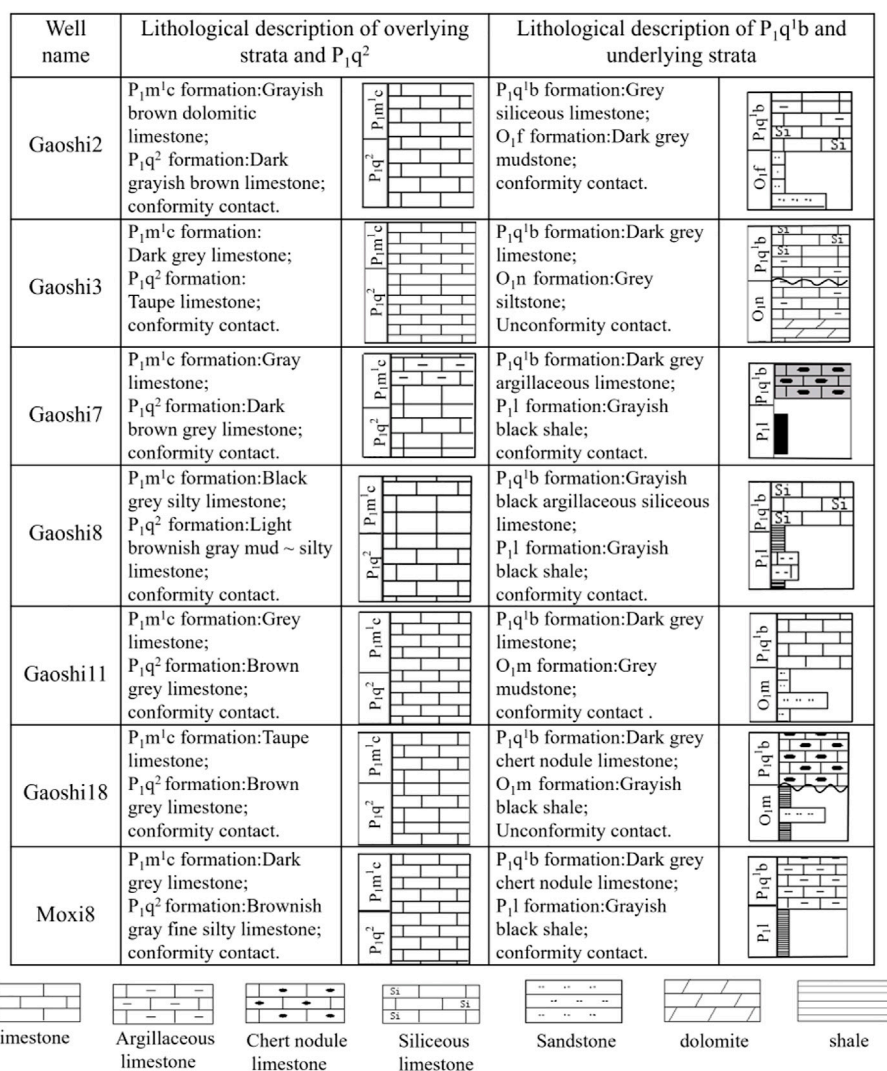 Well
name
Lithological description of overlying
strata and P₁q²
Lithological description of P₁q¹b and
underlying strata
Gaoshi2
P₁m¹c formation:Grayish
brown dolomitic
limestone;
P₁q² formation:Dark
grayish brown limestone;
conformity contact.
P₁m¹c
P₁q²
P₁q¹b formation:Grey
siliceous limestone;
O₁f formation:Dark grey
mudstone;
conformity contact.
P₁q¹b
O₁f
Si
Si
Gaoshi3
P₁m¹c formation:
Dark grey limestone;
P₁q² formation:
Taupe limestone;
conformity contact.
P₁m¹c
P₁q²
P₁q¹b formation:Dark grey
limestone;
O₁n formation:Grey
siltstone;
Unconformity contact.
P₁q¹b
O₁n
Si
Si
Si
Gaoshi7
P₁m¹c formation:Gray
limestone;
P₁q² formation:Dark
brown grey limestone;
conformity contact.
P₁m¹c
P₁q²
P₁q¹b formation:Dark grey
argillaceous limestone;
P₁l formation:Grayish
black shale;
conformity contact.
P₁q¹b
P₁l
Gaoshi8
P₁m¹c formation:Black
grey silty limestone;
P₁q² formation:Light
brownish gray mud ~ silty
limestone;
conformity contact.
P₁m¹c
P₁q²
P₁q¹b formation:Grayish
black argillaceous siliceous
limestone;
P₁l formation:Grayish
black shale;
conformity contact.
P₁q¹b
P₁l
Si
Si
Si
Gaoshi11
P₁m¹c formation:Grey
limestone;
P₁q² formation:Brown
grey limestone;
conformity contact.
P₁m¹c
P₁q²
P₁q¹b formation:Dark grey
limestone;
O₁m formation:Grey
mudstone;
conformity contact .
P₁q¹b
O₁m
Gaoshi18
P₁m¹c formation:Taupe
limestone;
P₁q² formation:Brown
grey limestone;
conformity contact.
P₁m¹c
P₁q²
P₁q¹b formation:Dark grey
chert nodule limestone;
O₁m formation:Grayish
black shale;
Unconformity contact.
P₁q¹b
O₁m
Moxi8
P₁m¹c formation:Dark
grey limestone;
P₁q² formation:Brownish
gray fine silty limestone;
conformity contact.
P₁m¹c
P₁q²
P₁q¹b formation:Dark grey
chert nodule limestone;
P₁l formation:Grayish
black shale;
conformity contact.
P₁q¹b
P₁l
Si
Si
Si
imestone
Argillaceous
limestone
Chert nodule
limestone
Siliceous
limestone
Sandstone
dolomite
shale